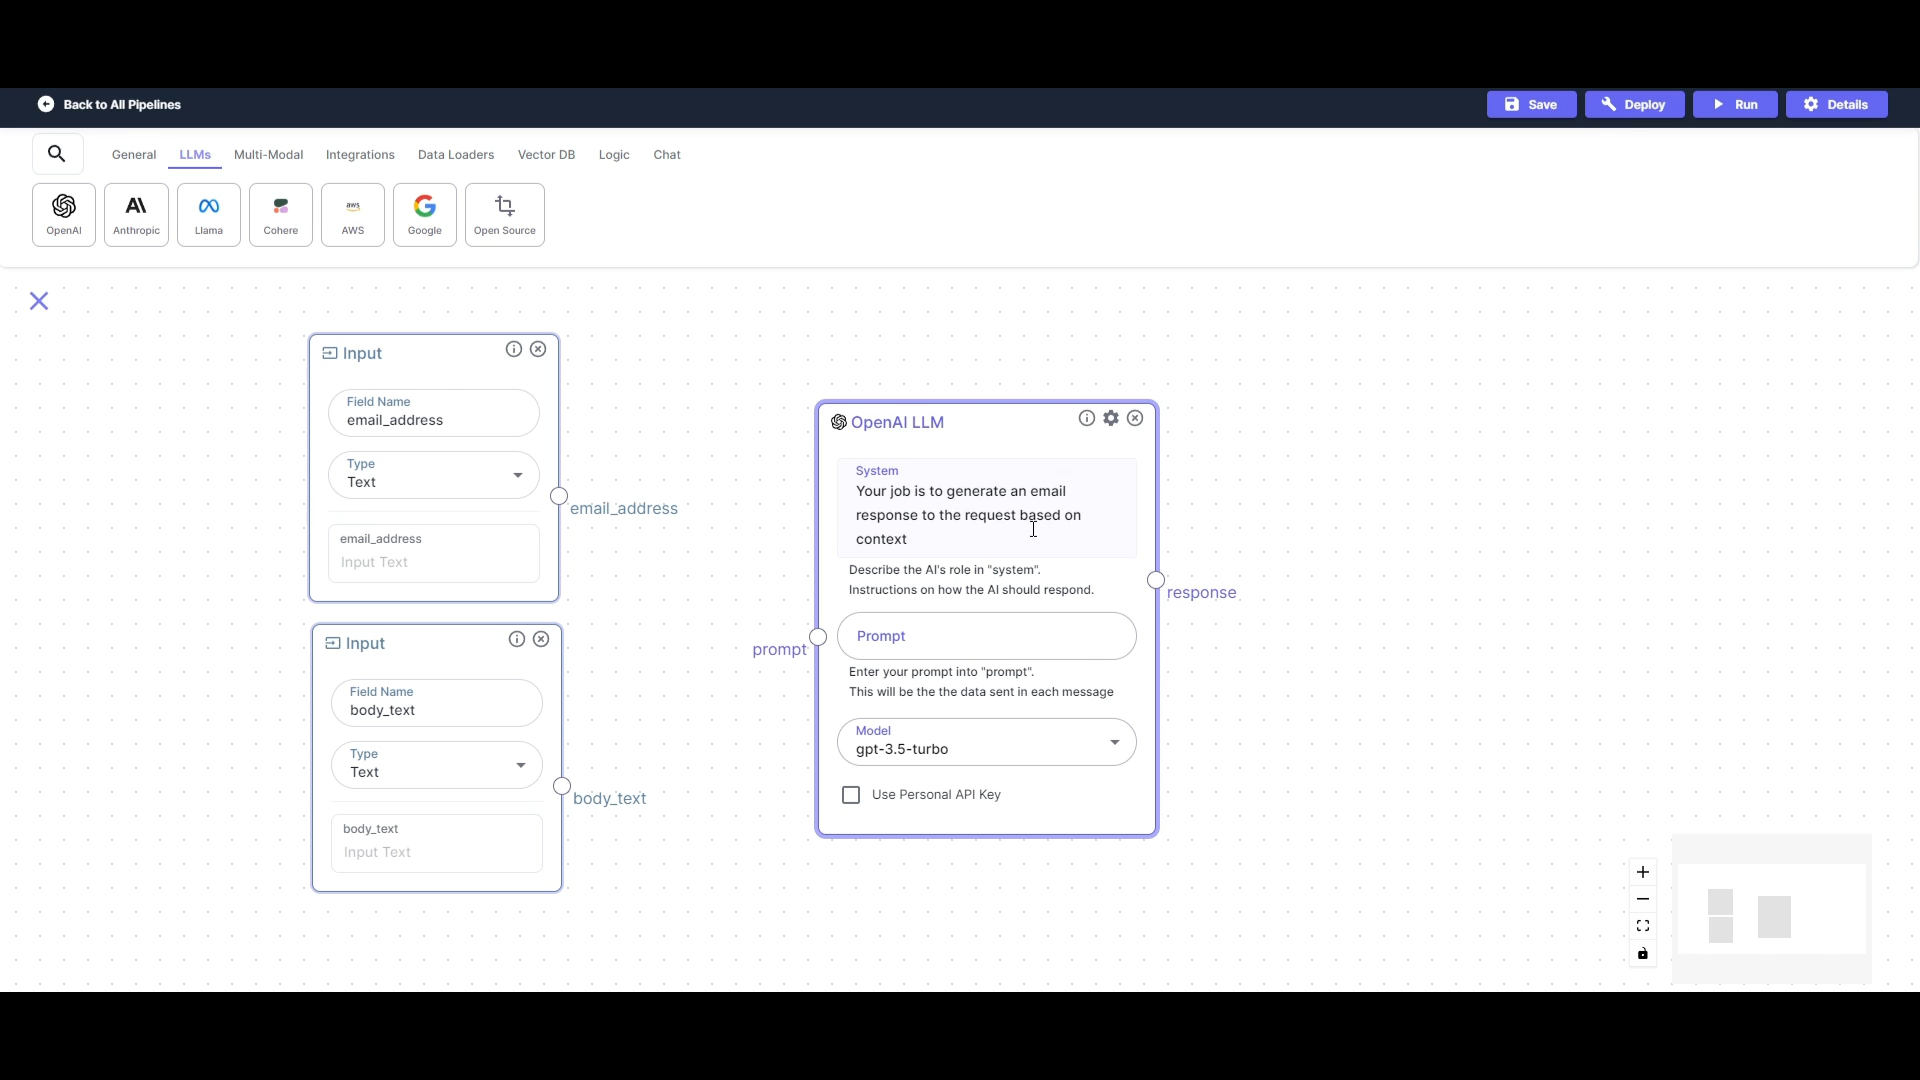 Back to All Pipelines
Save
Deploy
Run
Details
General
LLMs
Multi-Modal
Integrations
Data Loaders
Vector DB
Logic
Chat
OpenAI
Anthropic
Llama
Cohere
aws
AWS
Google
Open Source
Input
Field Name
email_address
Type
Text
email_address
email_address
Input Text
Input
Field Name
body_text
Type
Text
body_text
body_text
Input Text
OpenAI LLM
System
Your job is to generate an email
response to the request based on
context
Describe the AI's role in "system".
Instructions on how the AI should respond.
response
prompt
Prompt
Enter your prompt into "prompt".
This will be the the data sent in each message
Model
gpt-3.5-turbo
Use Personal API Key